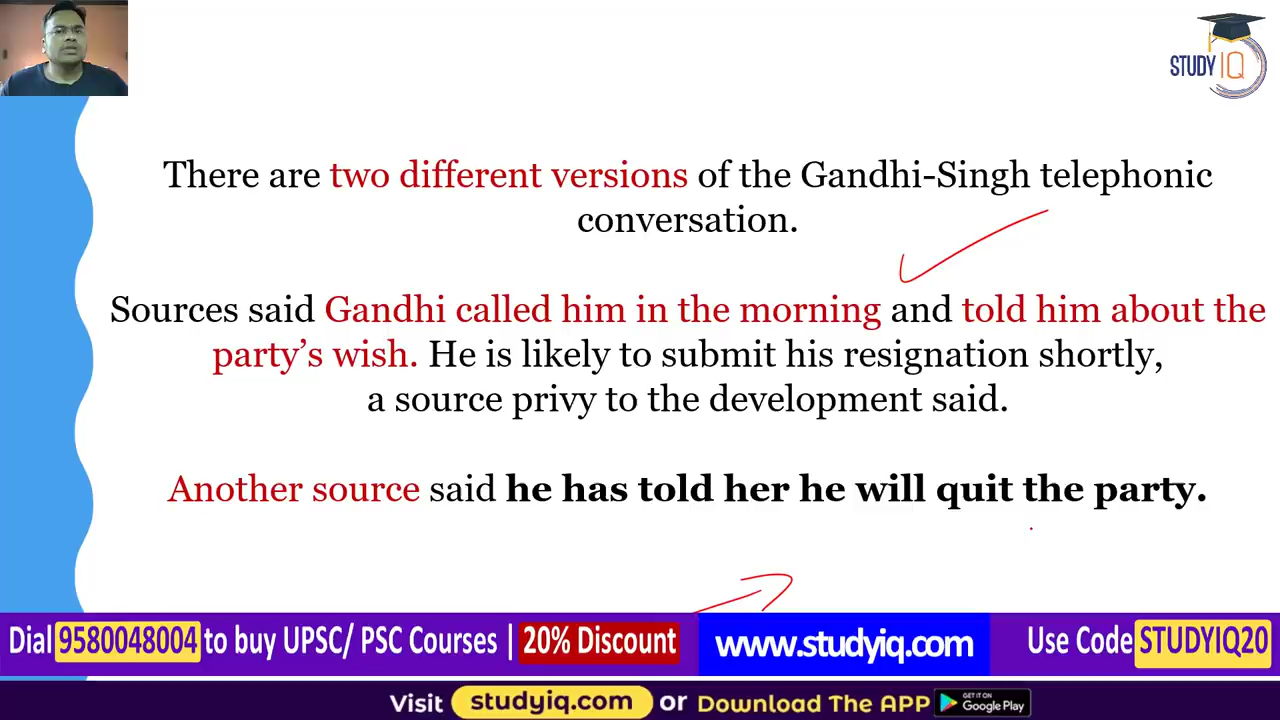 STUDY IQ
There are two different versions of the Gandhi-Singh telephonic
conversation.
Sources said Gandhi called him in the morning and told him about the
party’s wish. He is likely to submit his resignation shortly,
a source privy to the development said.
Another source said he has told her he will quit the party.
Dial 9580048004 to buy UPSC/ PSC Courses | 20% Discount www.studyiq.com Use Code STUDYIQ20
Visit studyiq.com or Download The APP GET IT ON Google Play